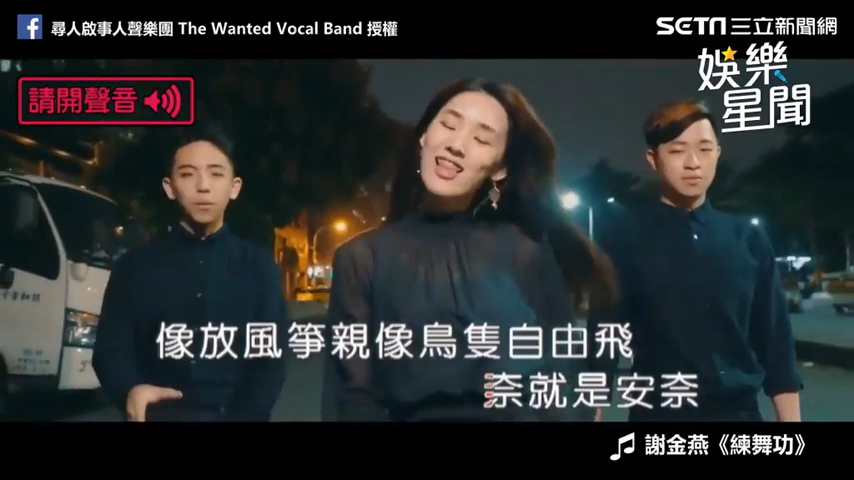 尋人啟事人聲樂團 The Wanted Vocal Band 授權
SETN三立新聞網
娛樂
星聞
請開聲音
像放風箏親像鳥隻自由飛
奈就是安奈
謝金燕《練舞功》